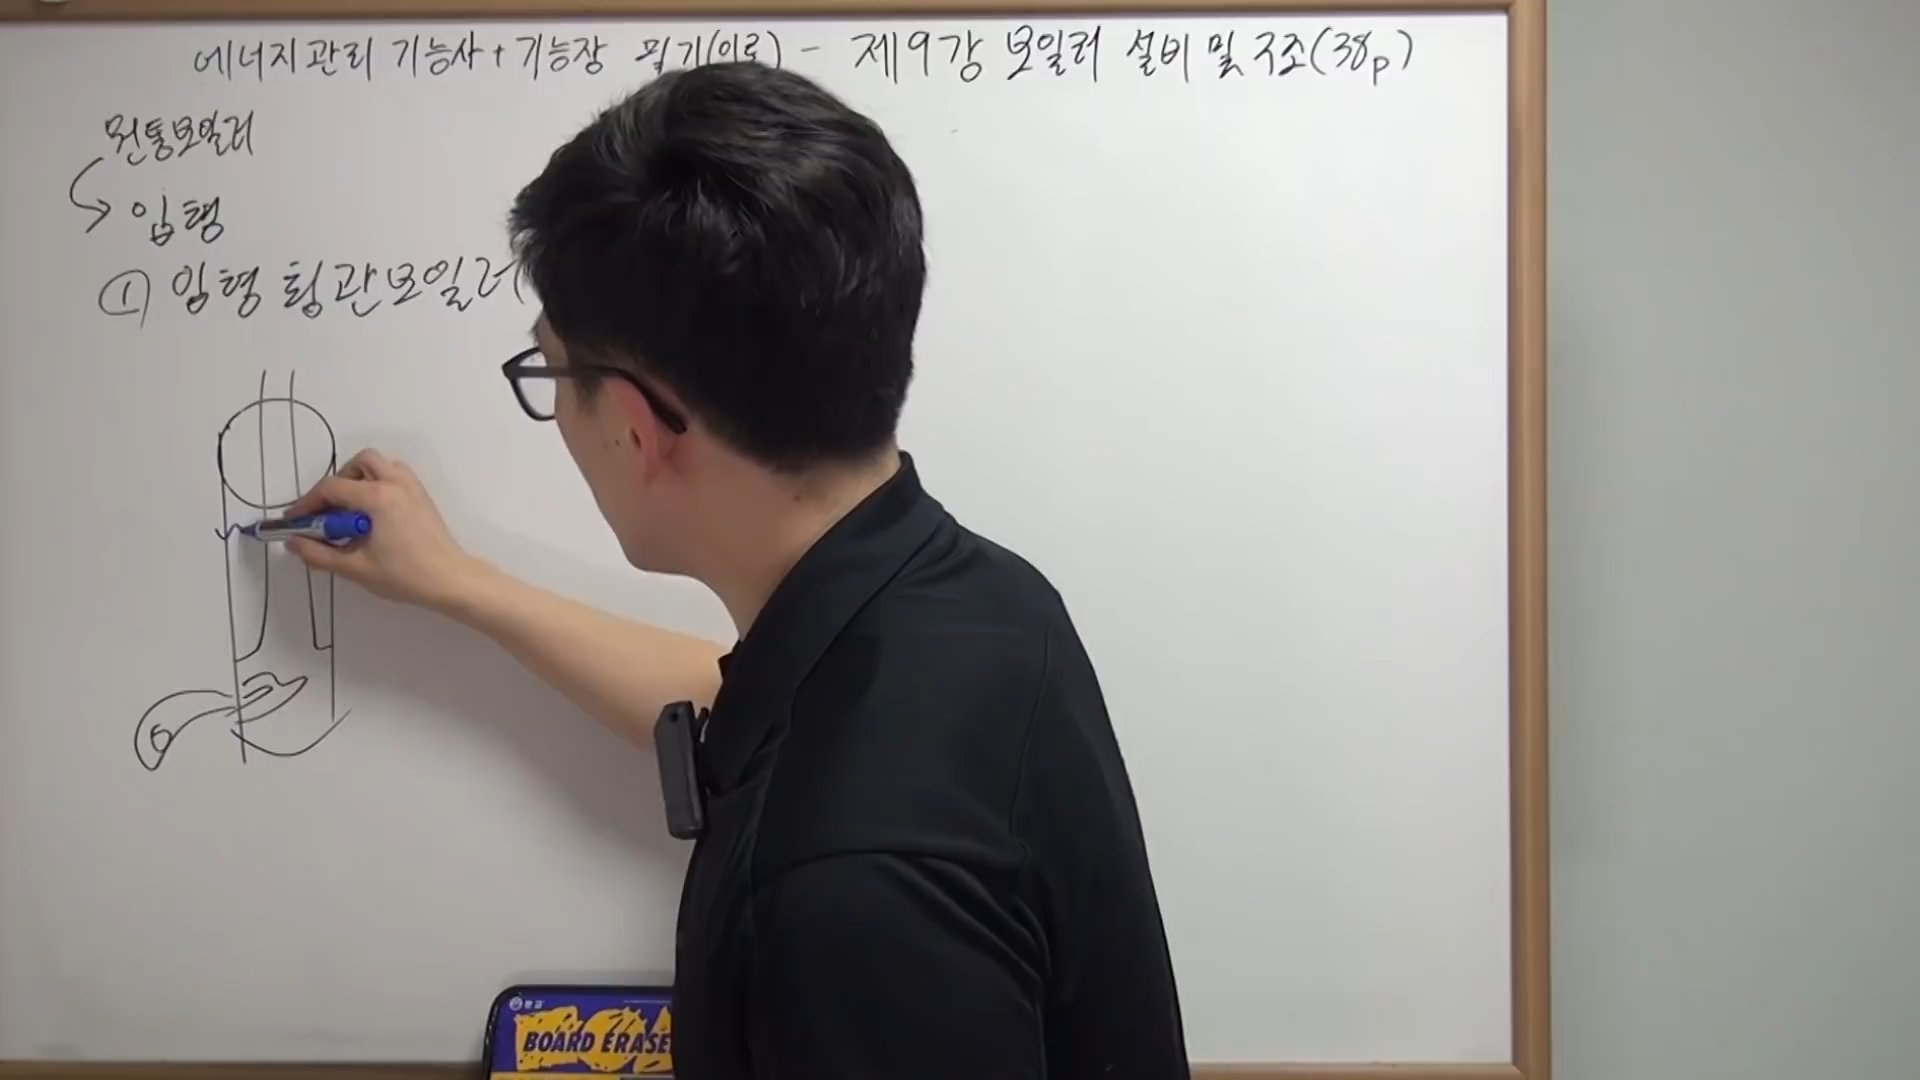 에너지관리 기능사+기능장 필기(이론) - 제9강 보일러 설비 및 구조(38p)
원통보일러
입형
① 입형 횡관보일러
BOARD ERASE